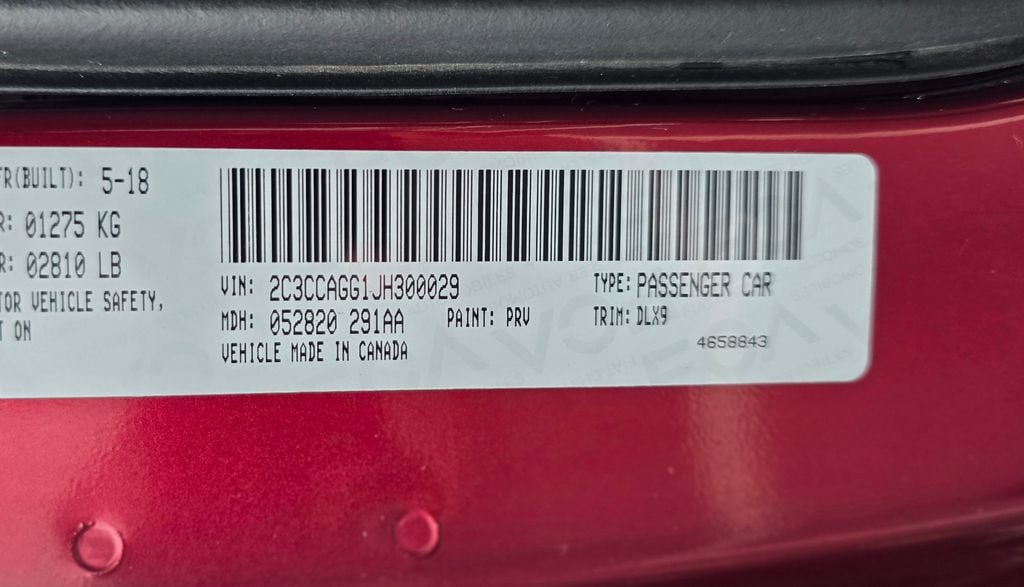 FR(BUILT): 5-18
R: 01275 KG
R: 02810 LB
TOR VEHICLE SAFETY,
T ON
VIN: 2C3CCAGG1JH300029 TYPE: PASSENGER CAR
MDH: 052820 291AA PAINT: PRV TRIM: DLX9
VEHICLE MADE IN CANADA 4658843